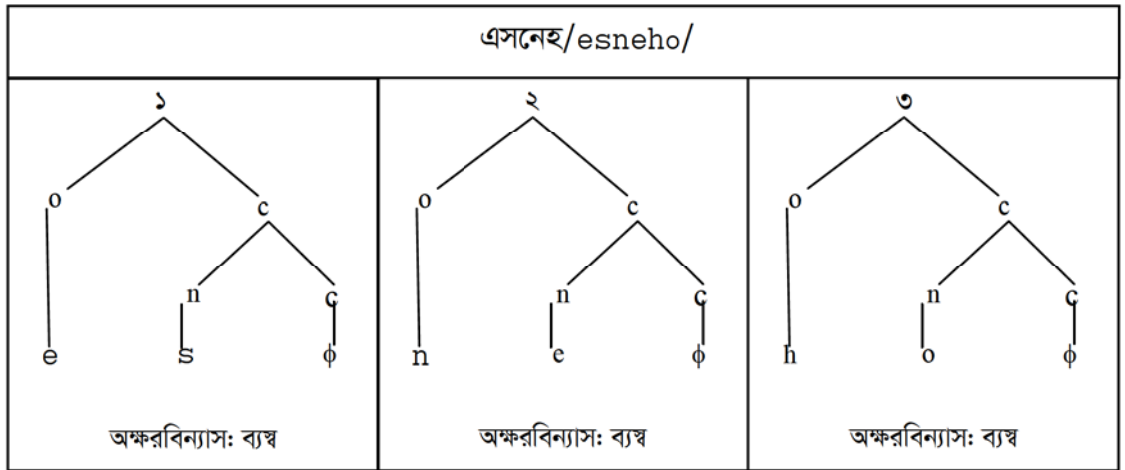 এসনেহ/esneho/
১ ২ ৩
o c o c o c
n c n c n c
e s ϕ n e ϕ h o ϕ
অক্ষরবিন্যাস: ব্যস্ব অক্ষরবিন্যাস: ব্যস্ব অক্ষরবিন্যাস: ব্যস্ব